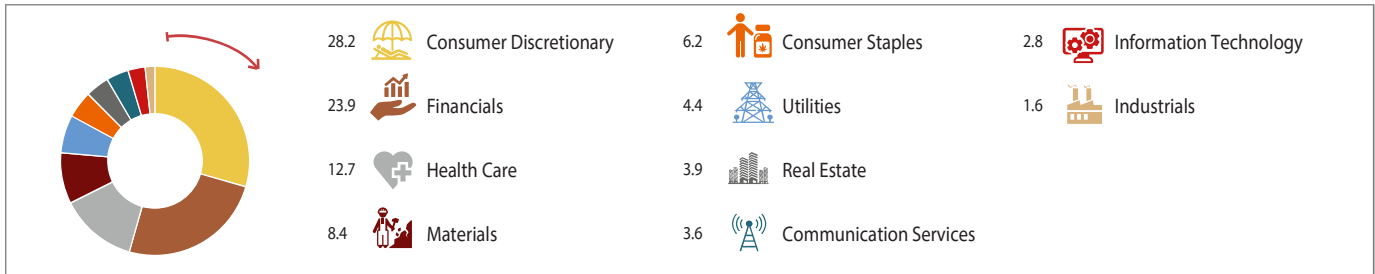 28.2 Consumer Discretionary
23.9 Financials
12.7 Health Care
8.4 Materials
6.2 Consumer Staples
4.4 Utilities
3.9 Real Estate
3.6 Communication Services
2.8 Information Technology
1.6 Industrials